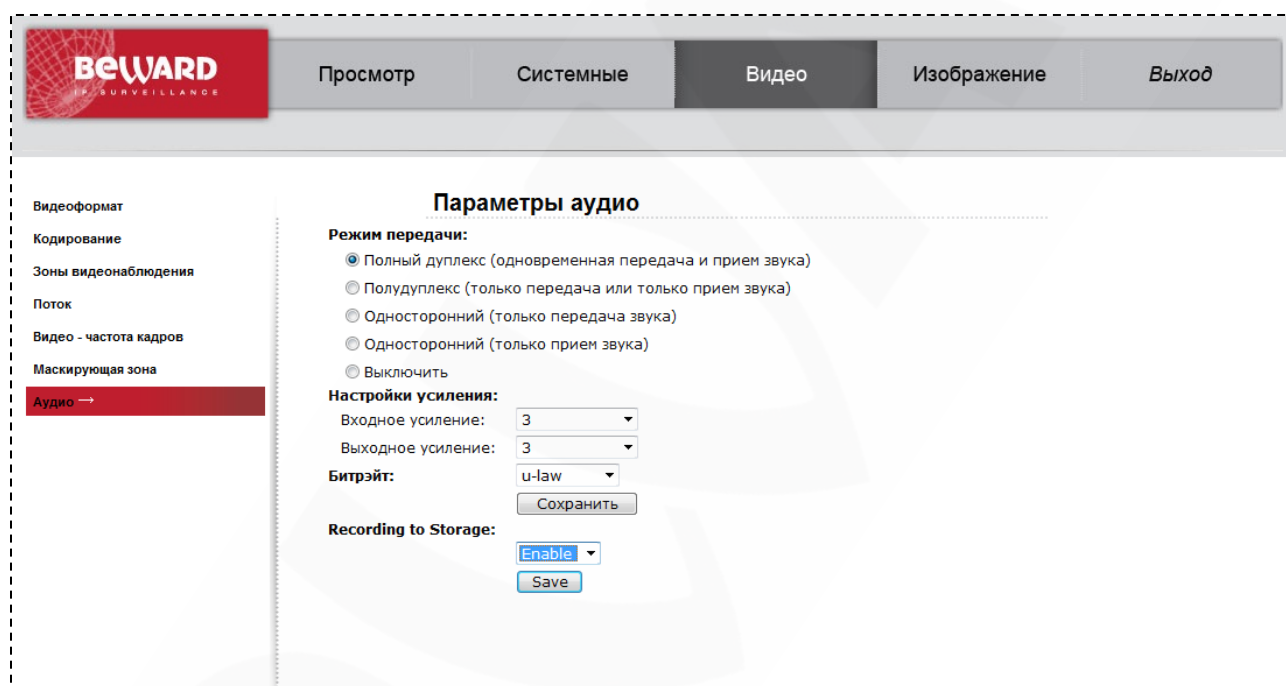 BEWARD
IP SURVEILLANCE
Просмотр Системные Видео Изображение Выход
Видеоформат
Кодирование
Зоны видеонаблюдения
Поток
Видео - частота кадров
Маскирующая зона
Аудио →
Параметры аудио
Режим передачи:
Полный дуплекс (одновременная передача и прием звука)
Полудуплекс (только передача или только прием звука)
Односторонний (только передача звука)
Односторонний (только прием звука)
Выключить
Настройки усиления:
Входное усиление: 3
Выходное усиление: 3
Битрэйт: u-law
Сохранить
Recording to Storage:
Enable
Save